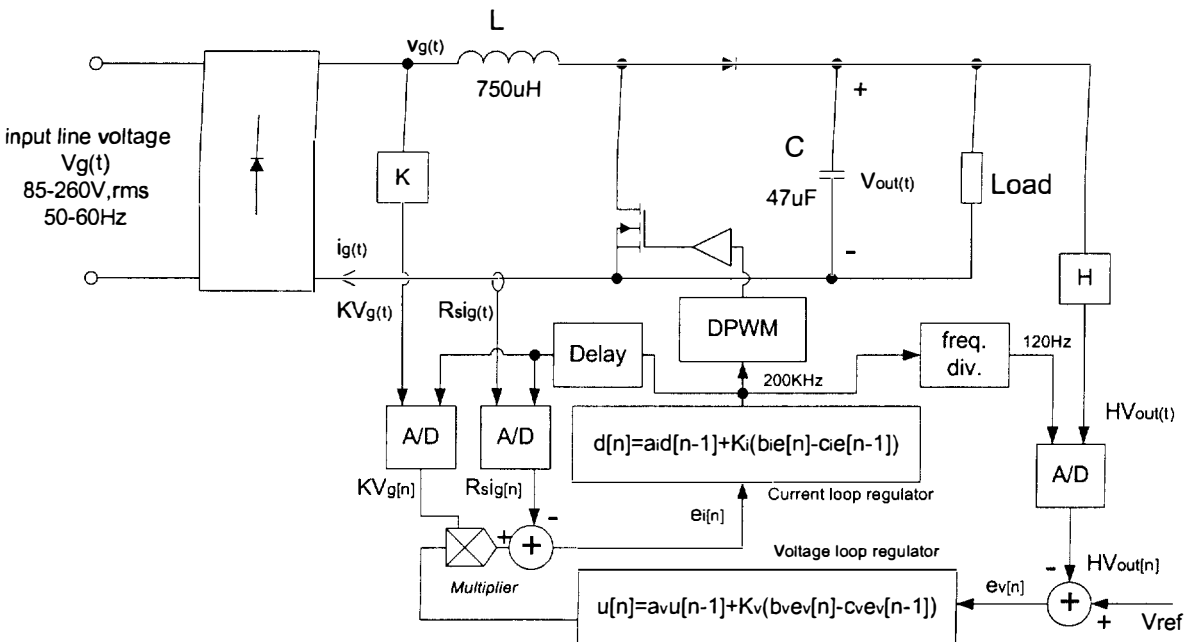 L
vg(t)
750uH
input line voltage
Vg(t)
85-260V,rms
50-60Hz
K
+
C
47uF
Vout(t)
-
Load
ig(t)
H
KVg(t)
Rsig(t)
DPWM
Delay
200KHz
freq.
div.
120Hz
HVout(t)
A/D
A/D
d[n]=aid[n-1]+Ki(bie[n]-cie[n-1])
A/D
KVg[n]
Rsig[n]
Current loop regulator
ei[n]
-
+
+
Multiplier
Voltage loop regulator
-
HVout[n]
u[n]=avu[n-1]+Kv(bvev[n]-cvev[n-1])
ev[n]
+
+
Vref